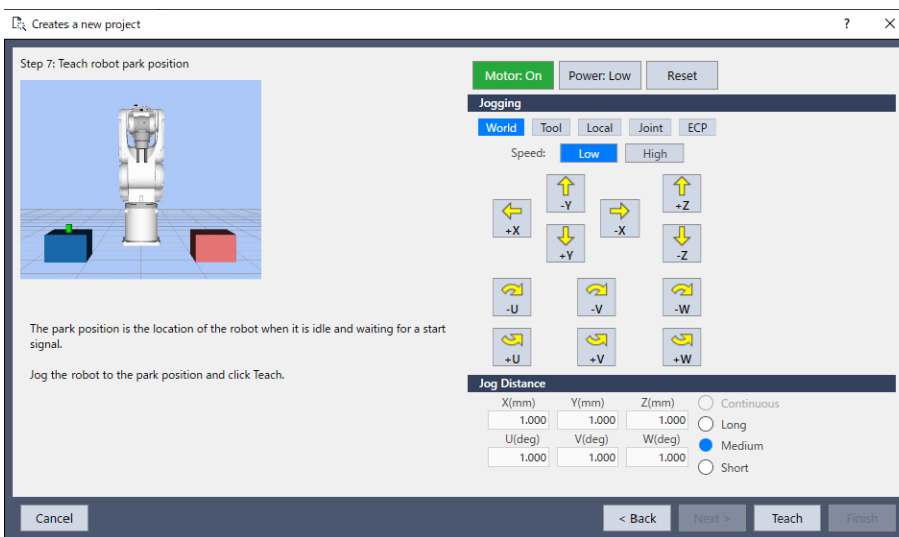 Creates a new project
?
Step 7: Teach robot park position
Motor: On
Power: Low
Reset
Jogging
World
Tool
Local
Joint
ECP
Speed:
Low
High
-Y
+Z
+X
-X
+Y
-Z
-U
-V
-W
+U
+V
+W
The park position is the location of the robot when it is idle and waiting for a start
signal.
Jog the robot to the park position and click Teach.
Jog Distance
X(mm) Y(mm) Z(mm)
1.000 1.000 1.000
U(deg) V(deg) W(deg)
1.000 1.000 1.000
Continuous
Long
Medium
Short
Cancel
< Back
Next >
Teach
Finish